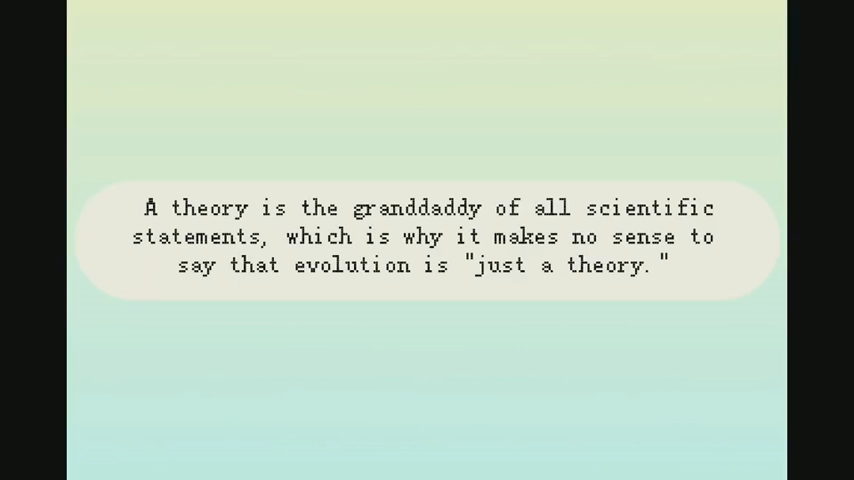 A theory is the granddaddy of all scientific
statements, which is why it makes no sense to
say that evolution is "just a theory."